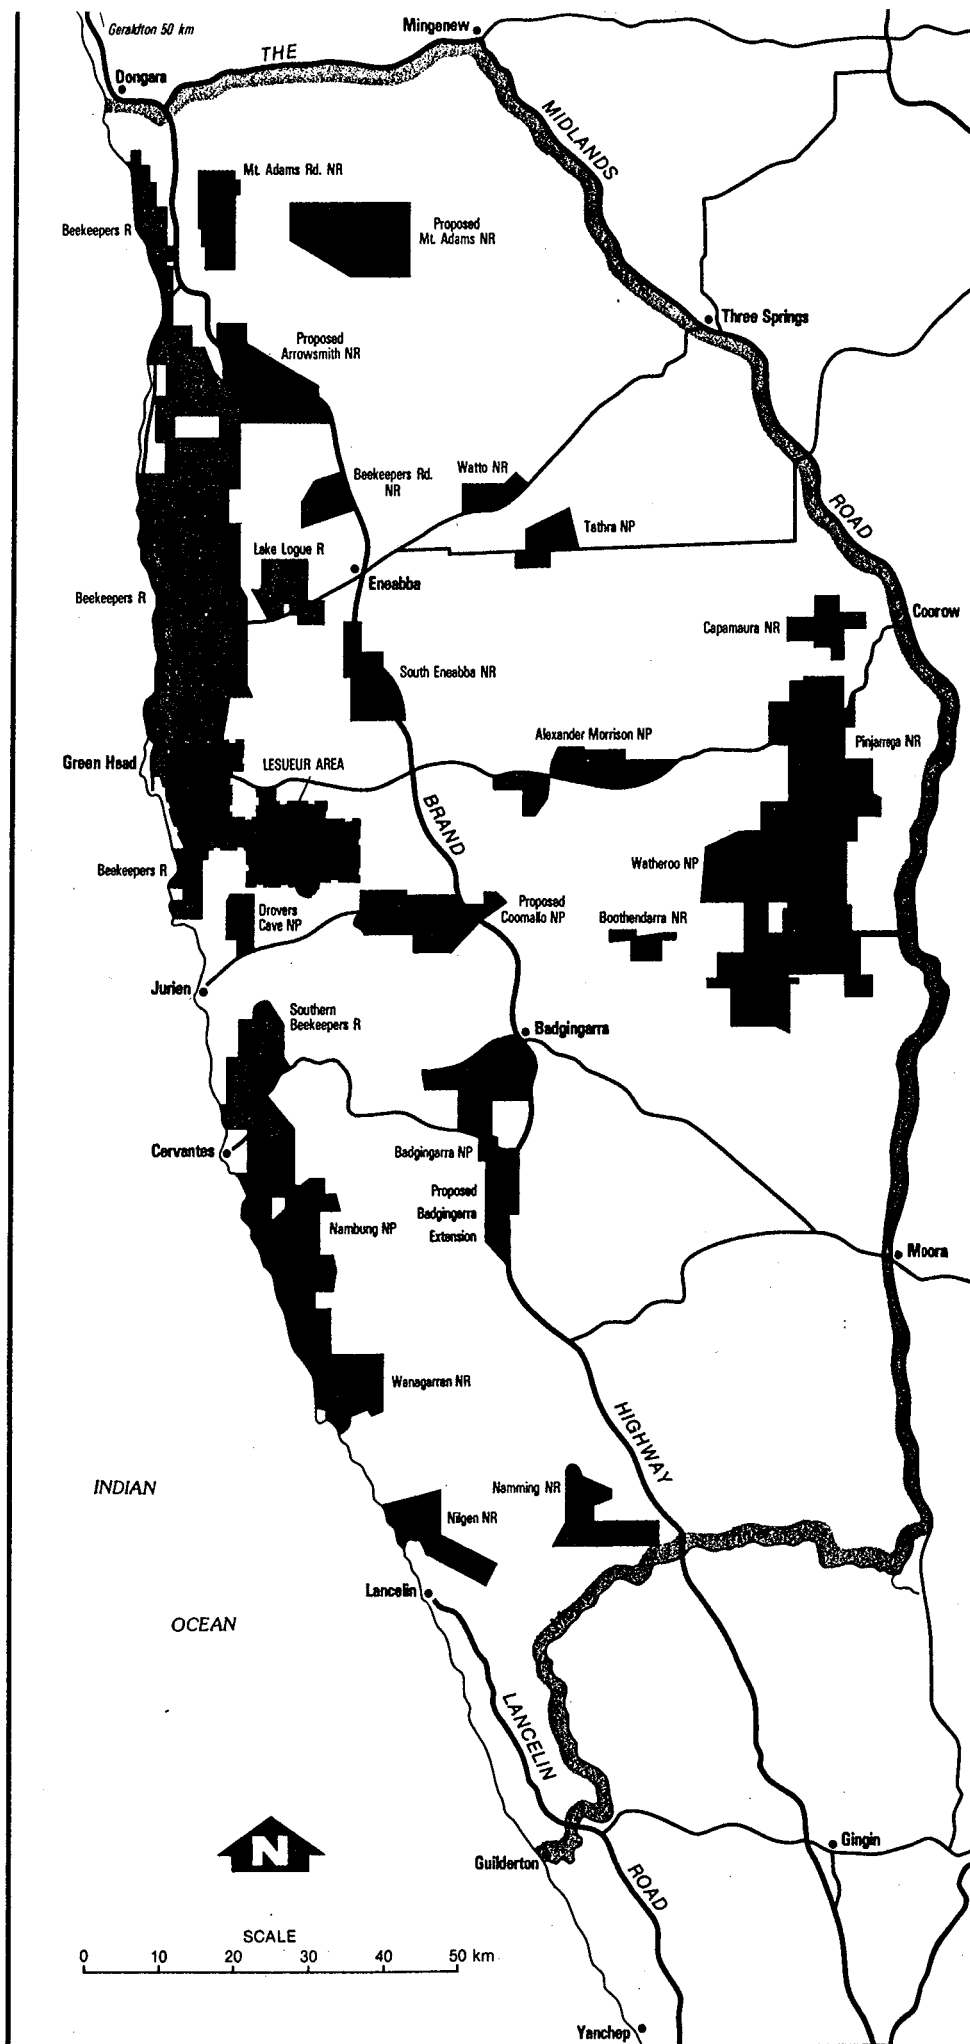 Geraldton 50 km
Mingenew
THE
Dongara
MIDLANDS
Mt. Adams Rd. NR
Beekeepers R
Proposed
Mt. Adams NR
Three Springs
Proposed
Arrowsmith NR
Beekeepers Rd.
NR
Watto NR
ROAD
Tathra NP
Lake Logue R
Eneabba
Beekeepers R
Coorow
Capamaura NR
South Eneabba NR
Alexander Morrison NP
Pinjarrega NR
Green Head
LESUEUR AREA
BRAND
Watheroo NP
Beekeepers R
Drovers
Cave NP
Proposed
Coomallo NP
Boothendarra NR
Jurien
Southern
Beekeepers R
Badgingarra
Cervantes
Badgingarra NP
Proposed
Badgingarra
Extension
Nambung NP
Moora
Wanagarren NR
HIGHWAY
INDIAN
Namming NR
Nilgen NR
Lancelin
OCEAN
LANCELIN
N
Gingin
Guilderton
ROAD
SCALE
0 10 20 30 40 50 km
Yanchep